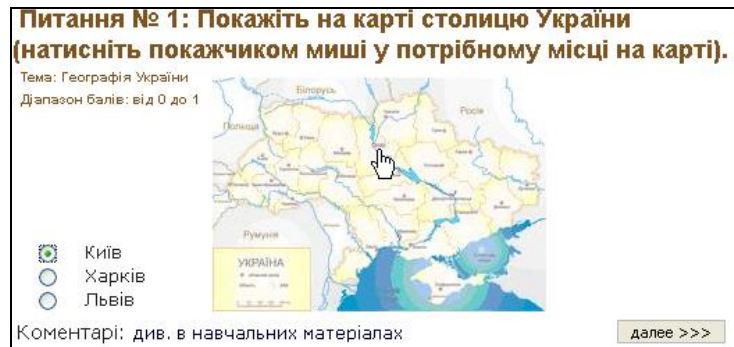 Питання № 1: Покажіть на карті столицю України
(натисніть покажчиком миші у потрібному місці на карті).
Тема: Географія України
Діапазон балів: від 0 до 1
Білорусь
Росія
Польща
Румунія
УКРАЇНА
Київ
Харків
Львів
Коментарі: див. в навчальних матеріалах
далее >>>